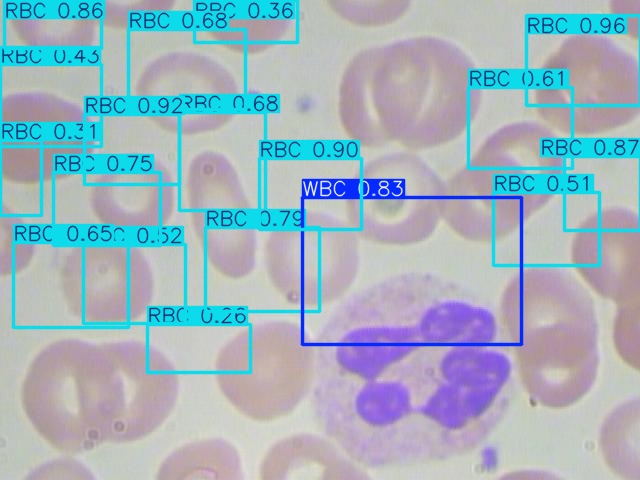 RBC 0.86
RBC 0.36
RBC 0.68
RBC 0.96
RBC 0.43
RBC 0.61
RBC 0.92
RBC 0.68
RBC 0.31
RBC 0.90
RBC 0.87
RBC 0.75
WBC 0.83
RBC 0.51
RBC 0.79
RBC 0.65
0.52
RBC 0.26